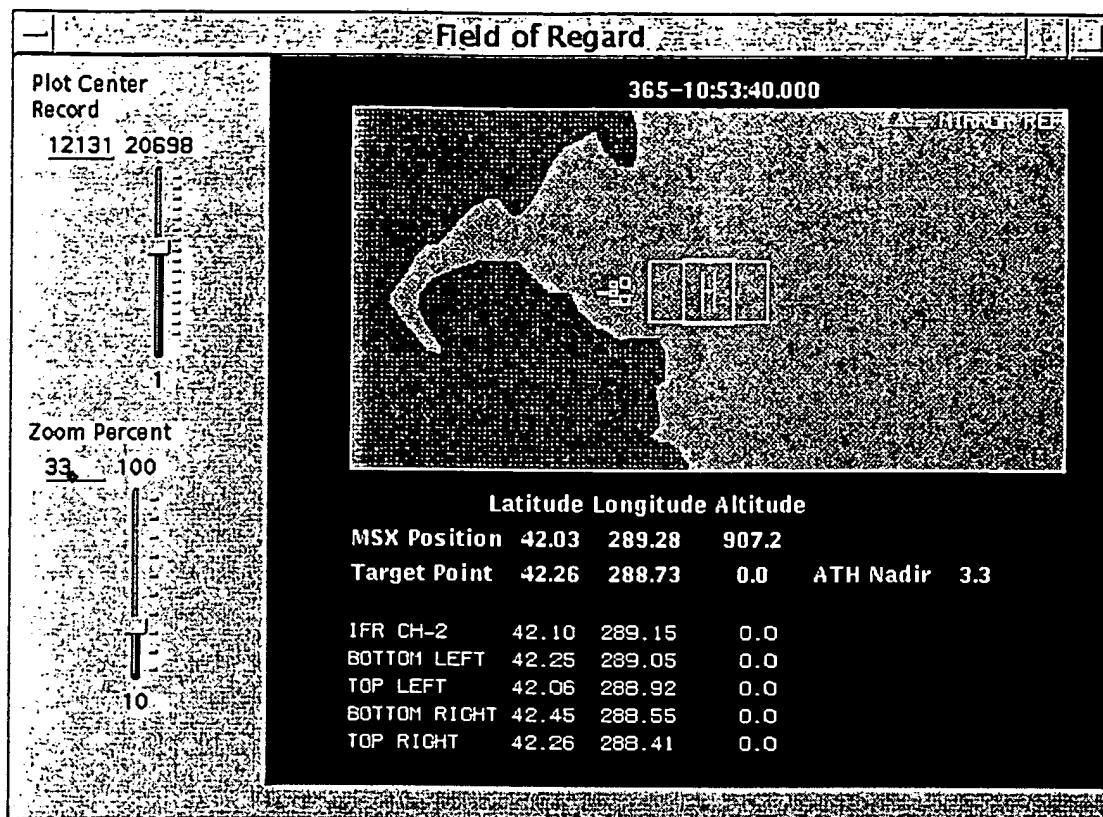 Field of Regard
Plot Center
Record
12131 20698
1
Zoom Percent
33 100
10
365-10:53:40.000
MIRROR REF
Latitude Longitude Altitude
MSX Position 42.03 289.28 907.2
Target Point 42.26 288.73 0.0 ATH Nadir 3.3
IFR CH-2 42.10 289.15 0.0
BOTTOM LEFT 42.25 289.05 0.0
TOP LEFT 42.06 288.92 0.0
BOTTOM RIGHT 42.45 288.55 0.0
TOP RIGHT 42.26 288.41 0.0